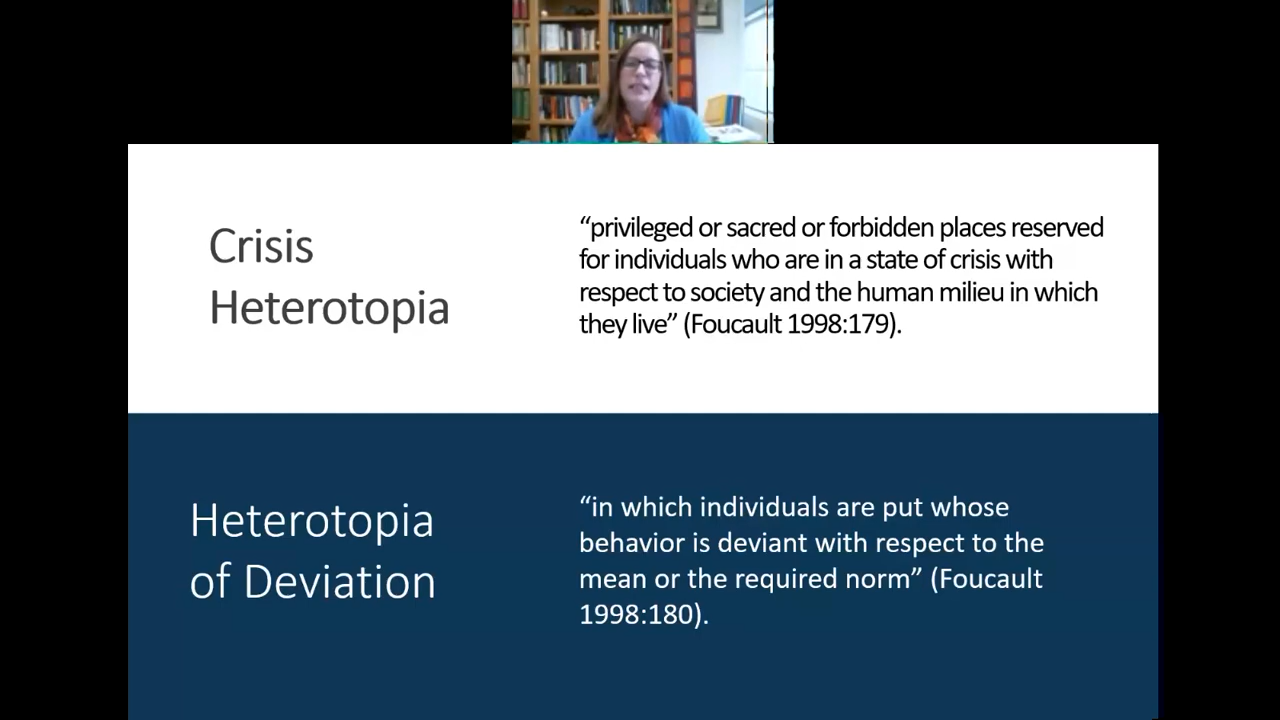 Crisis
Heterotopia
“privileged or sacred or forbidden places reserved
for individuals who are in a state of crisis with
respect to society and the human milieu in which
they live” (Foucault 1998:179).
Heterotopia
of Deviation
“in which individuals are put whose
behavior is deviant with respect to the
mean or the required norm” (Foucault
1998:180).